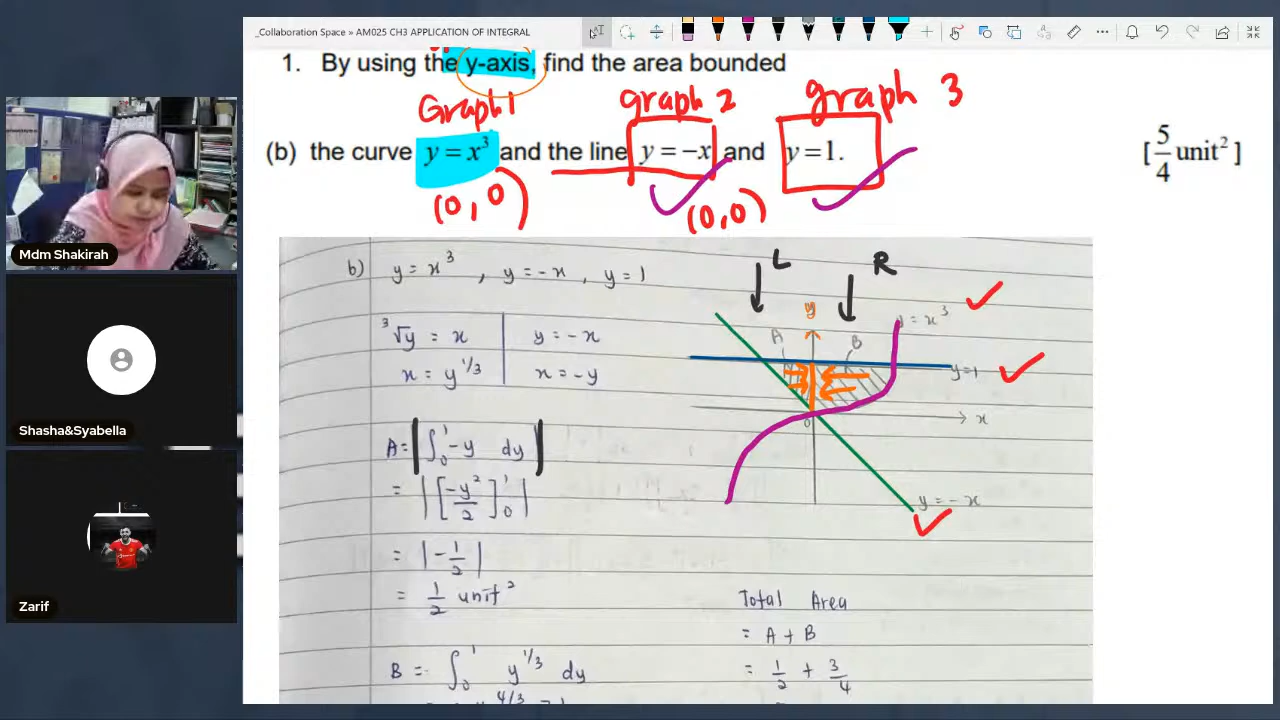 _Collaboration Space » AM025 CH3 APPLICATION OF INTEGRAL
1. By using the y-axis, find the area bounded
Graph 1
graph 2
graph 3
(b) the curve y = x³ and the line y = −x and y = 1.
[5/4 unit²]
(0, 0)
(0,0)
Mdm Shakirah
Shasha&Syabella
Zarif
b) y = x³ , y = -x , y = 1
³√y = x | y = -x
x = y^1/3 | x = -y
A = |∫₀¹ -y dy|
= |[-y²/2]₀¹|
= |-1/2|
= 1/2 unit²
B = ∫₀¹ y^1/3 dy
L
R
y
y = x³
A
B
y=1
0
x
y = -x
Total Area
= A + B
= 1/2 + 3/4